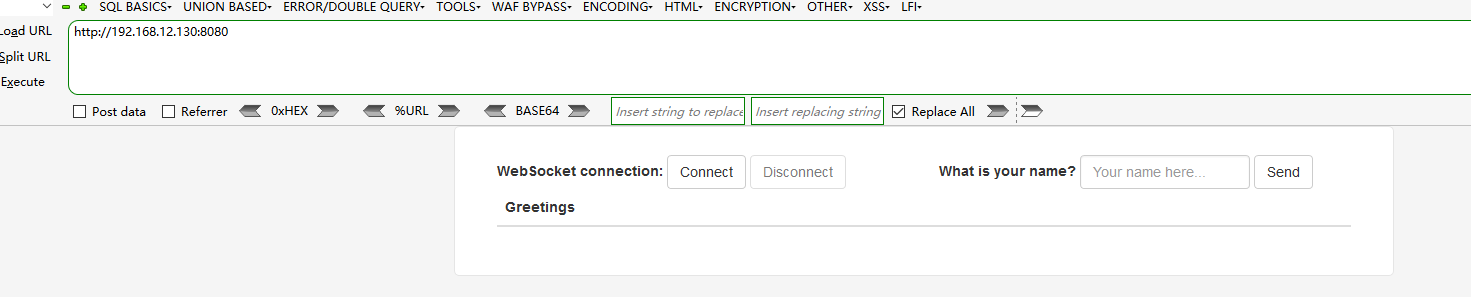 SQL BASICS▾ UNION BASED▾ ERROR/DOUBLE QUERY▾ TOOLS▾ WAF BYPASS▾ ENCODING▾ HTML▾ ENCRYPTION▾ OTHER▾ XSS▾ LFI▾
Load URL http://192.168.12.130:8080
Split URL
Execute
Post data Referrer 0xHEX %URL BASE64 Insert string to replace Insert replacing string Replace All
WebSocket connection: Connect Disconnect What is your name? Your name here... Send
Greetings